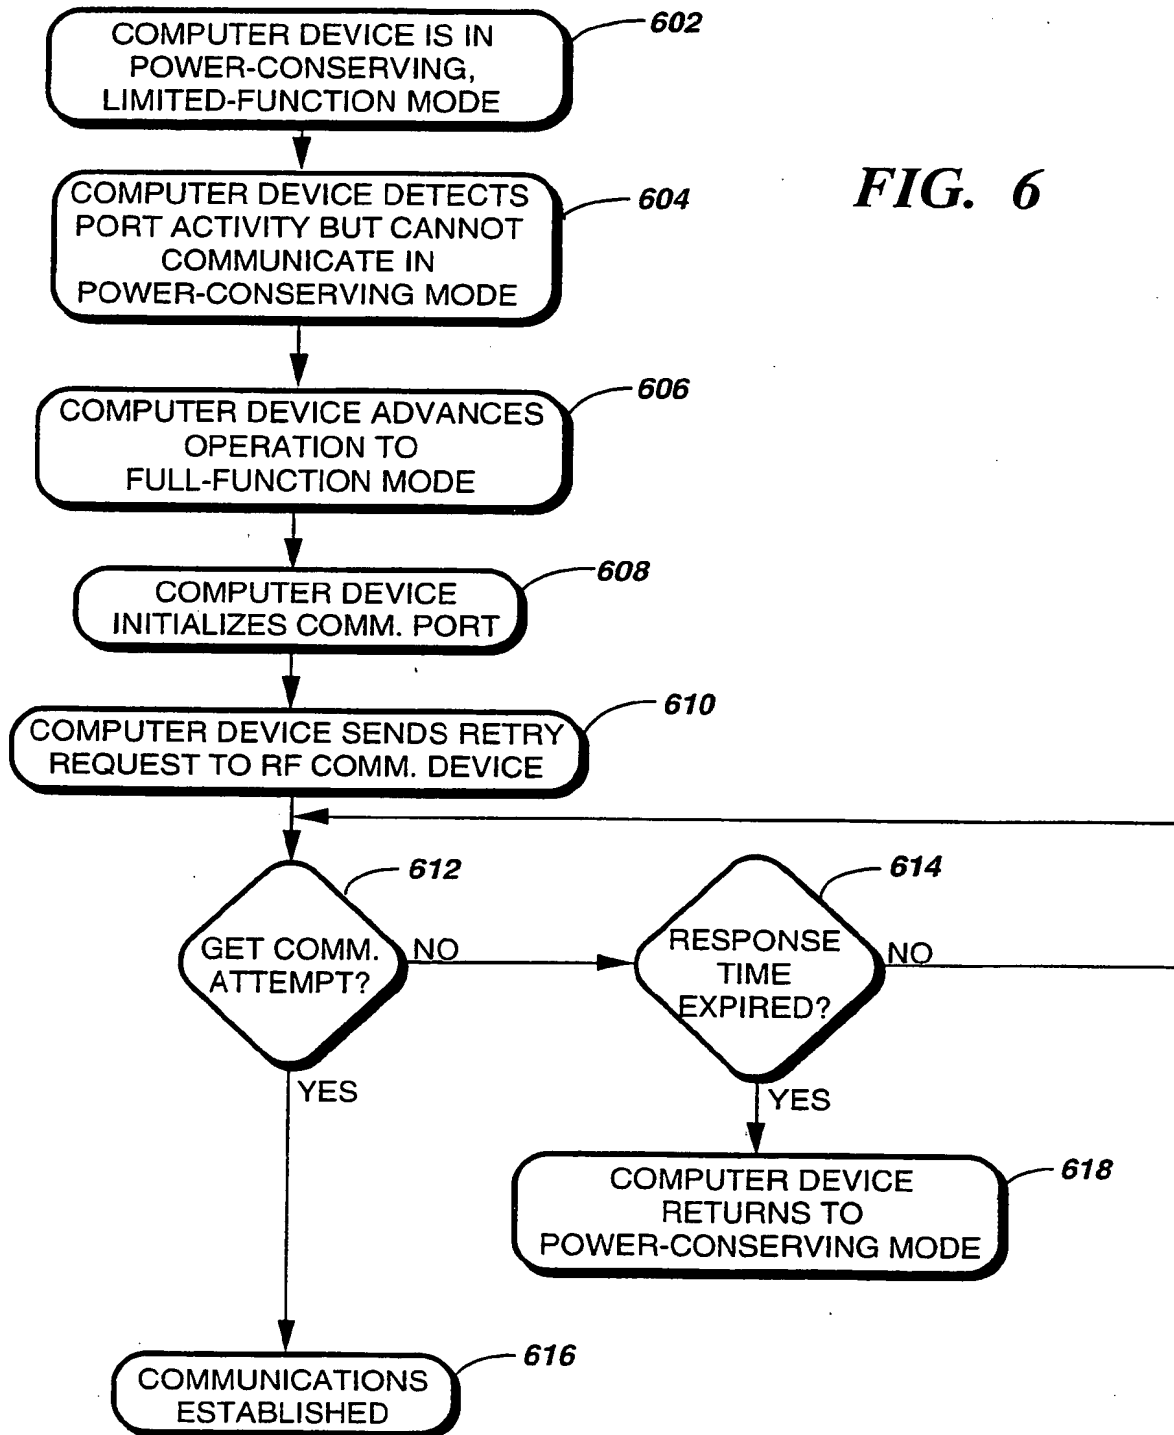 COMPUTER DEVICE IS IN
POWER-CONSERVING,
LIMITED-FUNCTION MODE
602
COMPUTER DEVICE DETECTS
PORT ACTIVITY BUT CANNOT
COMMUNICATE IN
POWER-CONSERVING MODE
604
FIG. 6
COMPUTER DEVICE ADVANCES
OPERATION TO
FULL-FUNCTION MODE
606
COMPUTER DEVICE
INITIALIZES COMM. PORT
608
COMPUTER DEVICE SENDS RETRY
REQUEST TO RF COMM. DEVICE
610
GET COMM.
ATTEMPT?
612
NO
YES
RESPONSE
TIME
EXPIRED?
614
NO
YES
COMPUTER DEVICE
RETURNS TO
POWER-CONSERVING MODE
618
COMMUNICATIONS
ESTABLISHED
616